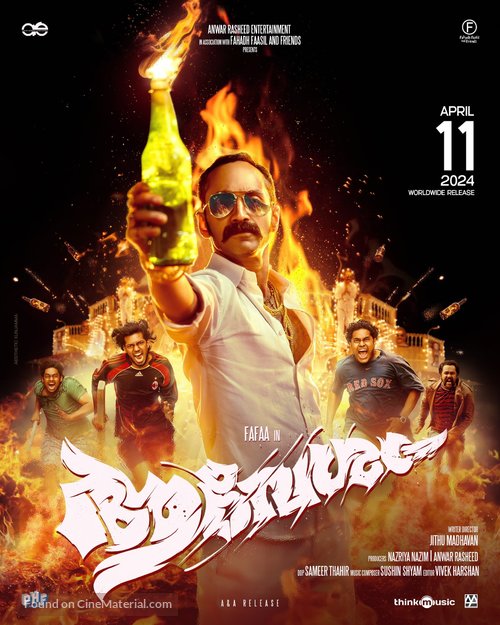 ANWAR RASHEED ENTERTAINMENT
IN ASSOCIATION WITH FAHADH FAASIL AND FRIENDS
PRESENTS
APRIL
11
2024
WORLDWIDE RELEASE
RED SOX
FAFAA IN
ആവേശം
WRITER DIRECTOR
JITHU MADHAVAN
PRODUCERS NAZRIYA NAZIM | ANWAR RASHEED
DOP SAMEER THAHIR MUSIC COMPOSER SUSHIN SHYAM EDITOR VIVEK HARSHAN
A&A RELEASE
think music
Found on CineMaterial.com